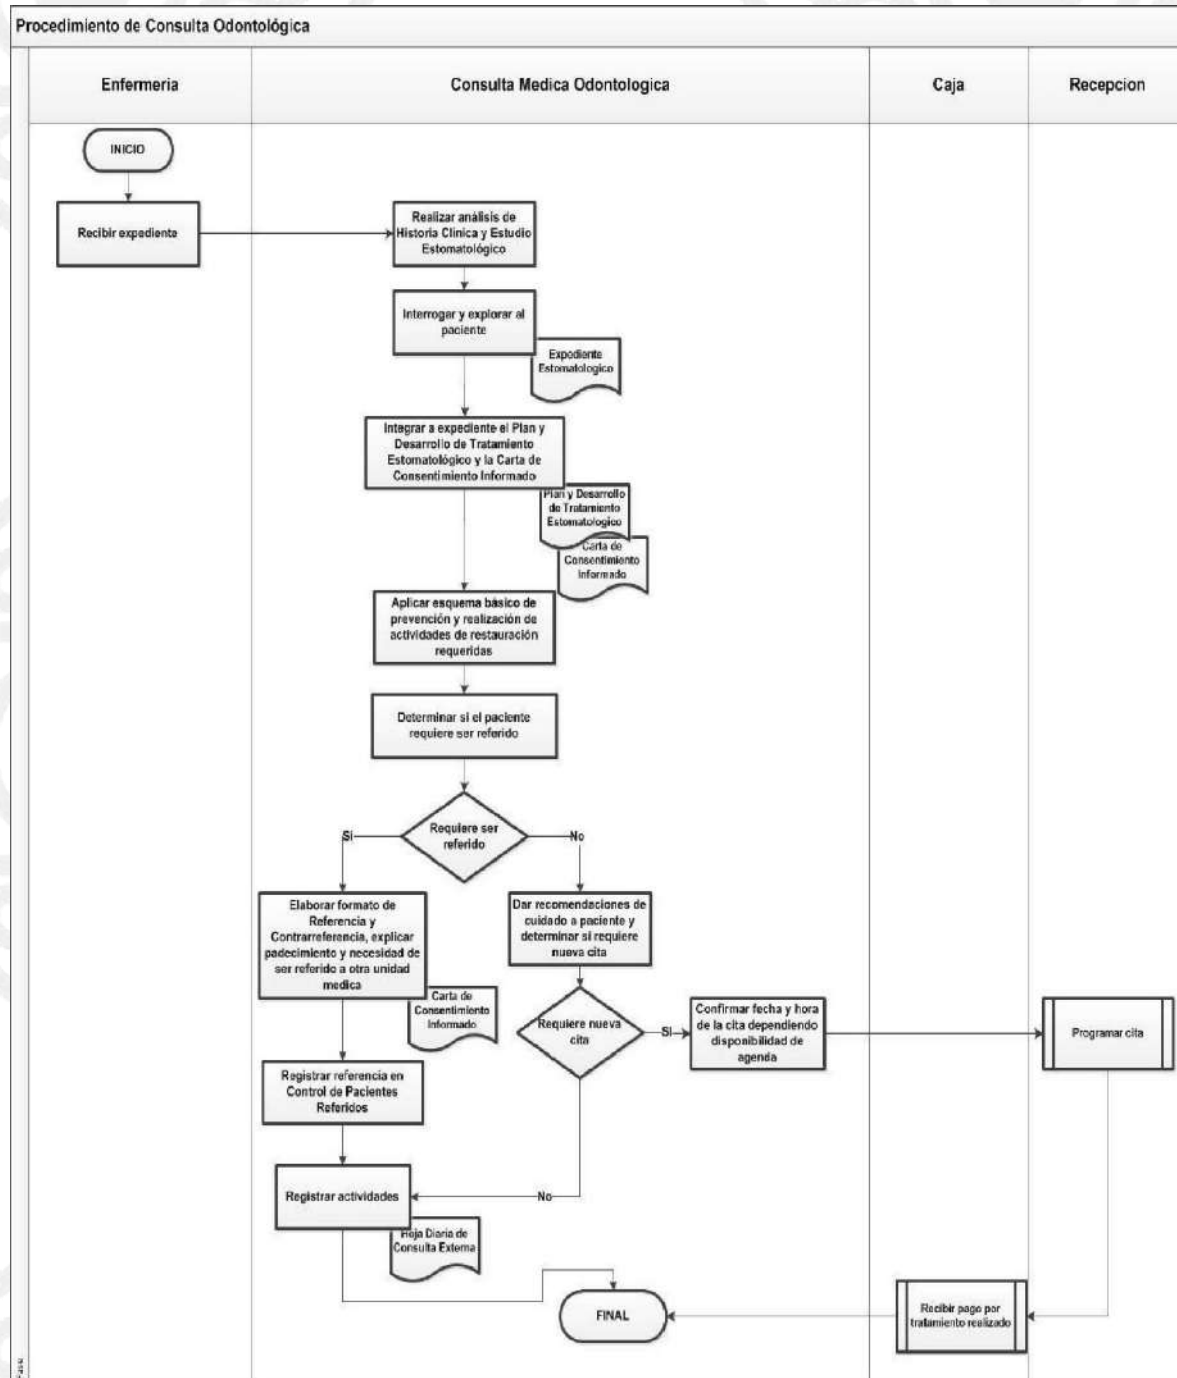 Procedimiento de Consulta Odontológica
Enfermeria
Consulta Medica Odontologica
Caja
Recepcion
INICIO
Recibir expediente
Realizar análisis de
Historia Clínica y Estudio
Estomatológico
Interrogar y explorar al
paciente
Expediente
Estomatologico
Integrar a expediente el Plan y
Desarrollo de Tratamiento
Estomatológico y la Carta de
Consentimiento Informado
Plan y Desarrollo
de Tratamiento
Estomatologico
Carta de
Consentimiento
Informado
Aplicar esquema básico de
prevención y realización de
actividades de restauración
requeridas
Determinar si el paciente
requiere ser referido
Requiere ser
referido
Si
No
Elaborar formato de
Referencia y
Contrarreferencia, explicar
padecimiento y necesidad de
ser referido a otra unidad
medica
Carta de
Consentimiento
Informado
Dar recomendaciones de
cuidado a paciente y
determinar si requiere
nueva cita
Requiere nueva
cita
Si
Confirmar fecha y hora
de la cita dependiendo
disponibilidad de
agenda
Programar cita
Registrar referencia en
Control de Pacientes
Referidos
Registrar actividades
No
Hoja Diaria de
Consulta Externa
FINAL
Recibir pago por
tratamiento realizado